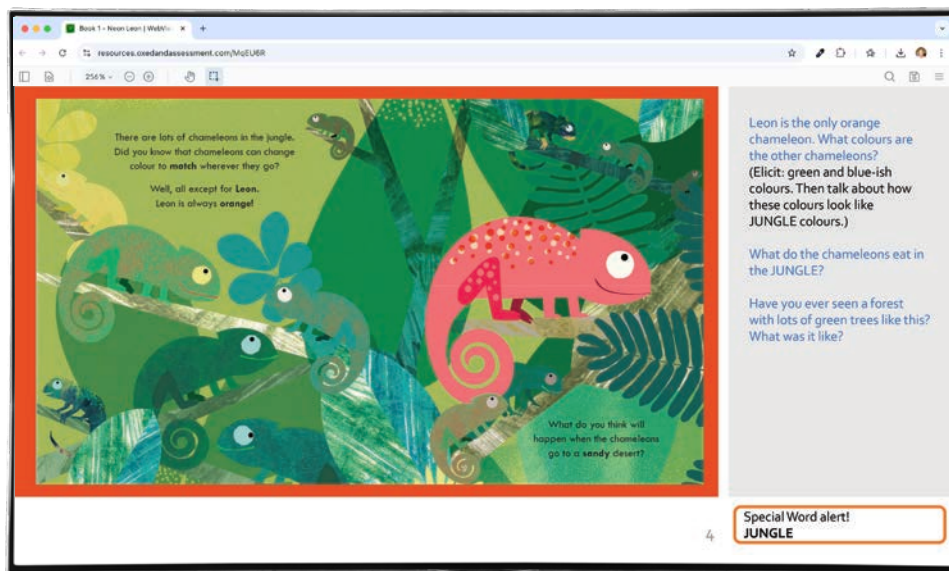 Book 1 - Neon Leon | WebVi
resources.oxedandassessment.com/MqEU6R
256%
There are lots of chameleons in the jungle.
Did you know that chameleons can change
colour to match wherever they go?
Well, all except for Leon.
Leon is always orange!
What do you think will
happen when the chameleons
go to a sandy desert?
Leon is the only orange
chameleon. What colours are
the other chameleons?
(Elicit: green and blue-ish
colours. Then talk about how
these colours look like
JUNGLE colours.)
What do the chameleons eat in
the JUNGLE?
Have you ever seen a forest
with lots of green trees like this?
What was it like?
4
Special Word alert!
JUNGLE